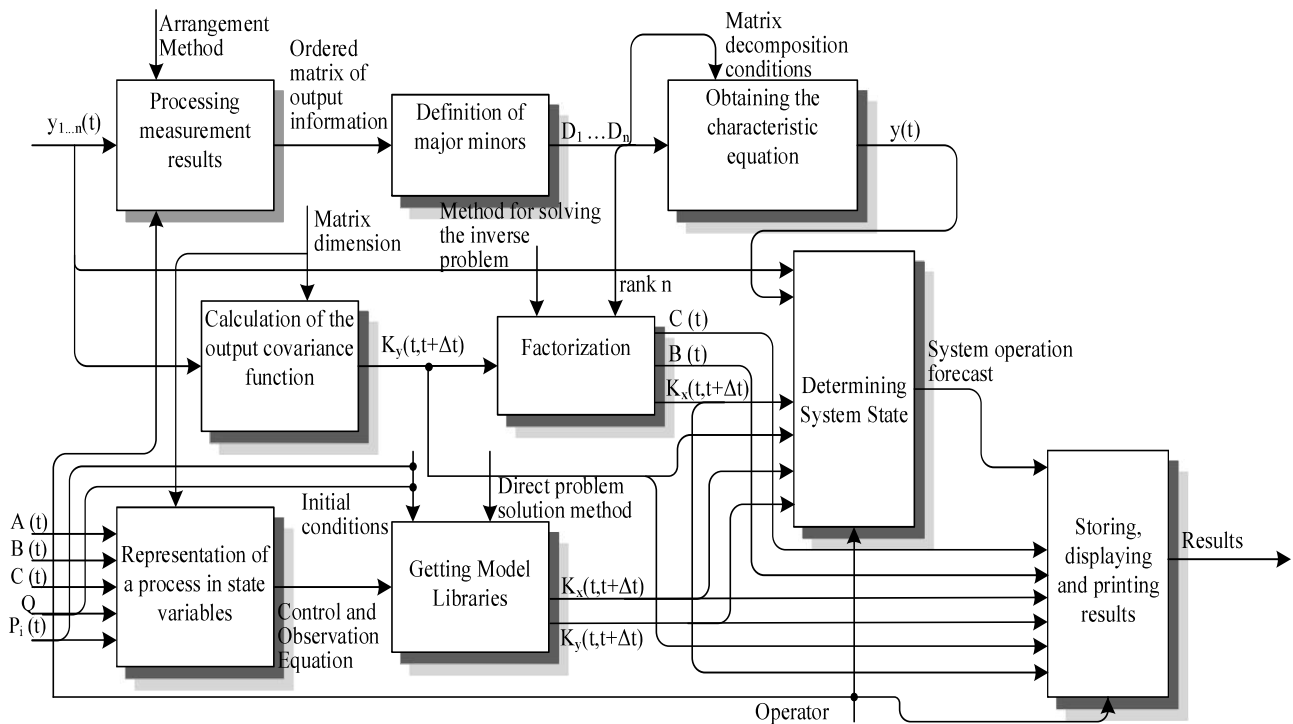 Arrangement
Method
Ordered
matrix of
output
information
Matrix
decomposition
conditions
y1...n(t)
Processing
measurement
results
Definition of
major minors
D1 …Dn
Obtaining the
characteristic
equation
y(t)
Matrix
dimension
Method for solving
the inverse
problem
rank n
Calculation of the
output covariance
function
Ky(t,t+Δt)
Factorization
C (t)
B (t)
Kx(t,t+Δt)
Determining
System State
System operation
forecast
Initial
conditions
Direct problem
solution method
A (t)
B (t)
C (t)
Q
Pi (t)
Representation of
a process in state
variables
Control and
Observation
Equation
Getting Model
Libraries
Kx(t,t+Δt)
Ky(t,t+Δt)
Storing,
displaying
and printing
results
Results
Operator